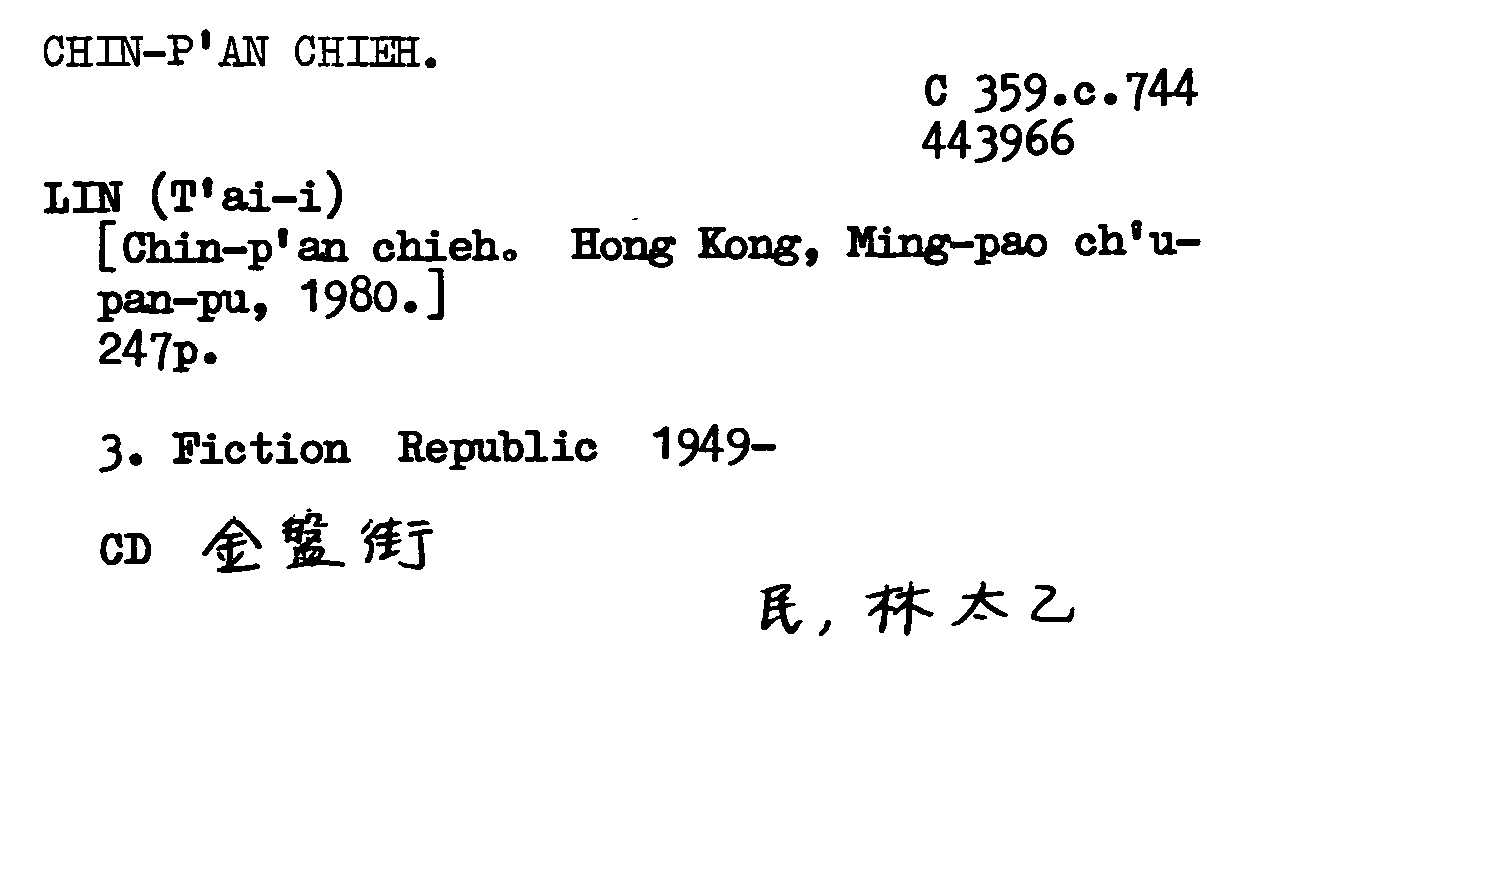 CHIN-P'AN CHIEH.
C 359.c.744
443966
LIN (T'ai-i)
[Chin-p'an chieh. Hong Kong, Ming-pao ch'u-
pan-pu, 1980.]
247p.
3. Fiction Republic 1949-
CD 金盤街
民, 林太乙